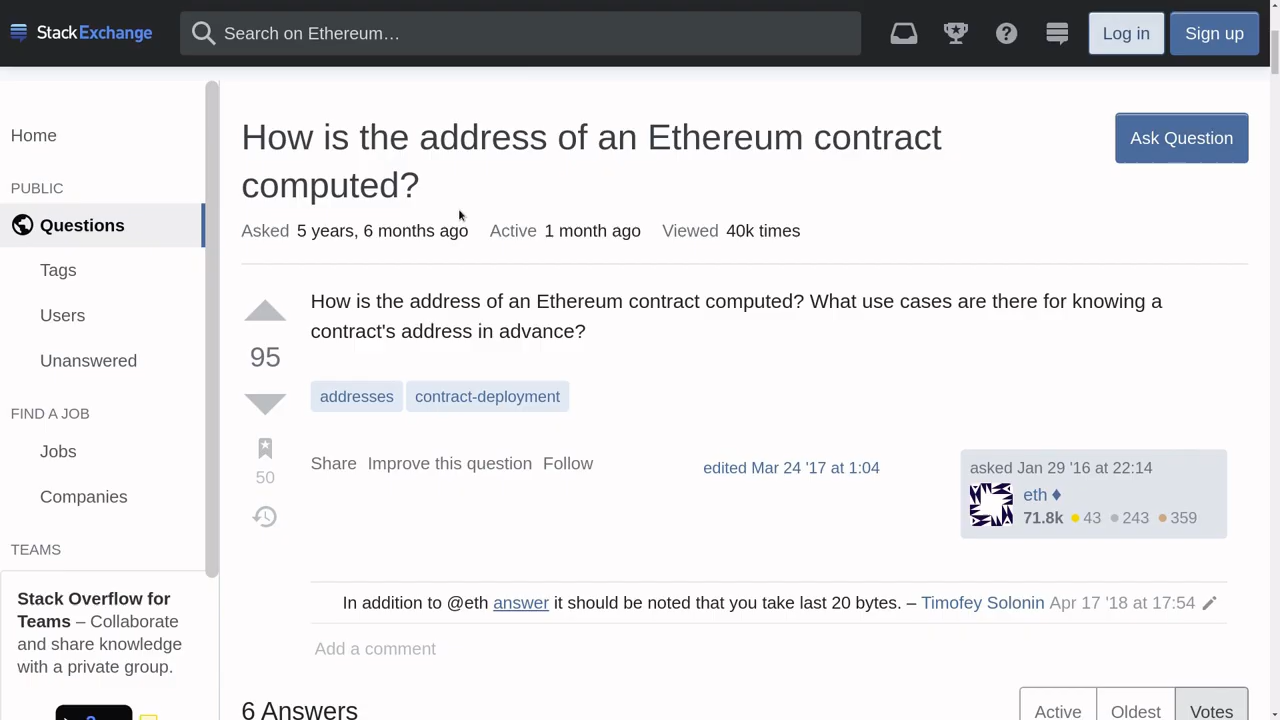 StackExchange
Search on Ethereum…
Log in
Sign up
Home
PUBLIC
Questions
Tags
Users
Unanswered
FIND A JOB
Jobs
Companies
TEAMS
Stack Overflow for
Teams – Collaborate
and share knowledge
with a private group.
How is the address of an Ethereum contract
computed?
Ask Question
Asked 5 years, 6 months ago Active 1 month ago Viewed 40k times
How is the address of an Ethereum contract computed? What use cases are there for knowing a
contract's address in advance?
95
addresses contract-deployment
50
Share Improve this question Follow
edited Mar 24 '17 at 1:04
asked Jan 29 '16 at 22:14
eth ♦
71.8k 43 243 359
In addition to @eth answer it should be noted that you take last 20 bytes. – Timofey Solonin Apr 17 '18 at 17:54
Add a comment
6 Answers
Active Oldest Votes